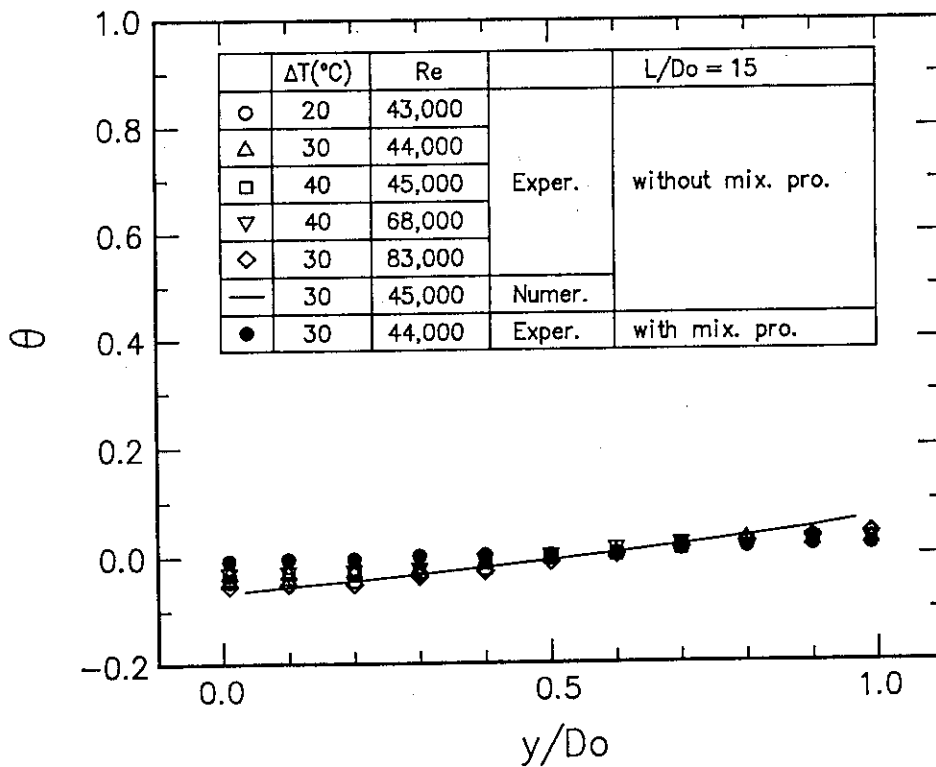 1.0
0.8
0.6
0.4
0.2
0.0
−0.2
θ
ΔT(°C) Re L/Do = 15
20 43,000
30 44,000
40 45,000 Exper. without mix. pro.
40 68,000
30 83,000
30 45,000 Numer.
30 44,000 Exper. with mix. pro.
0.0 0.5 1.0
y/Do